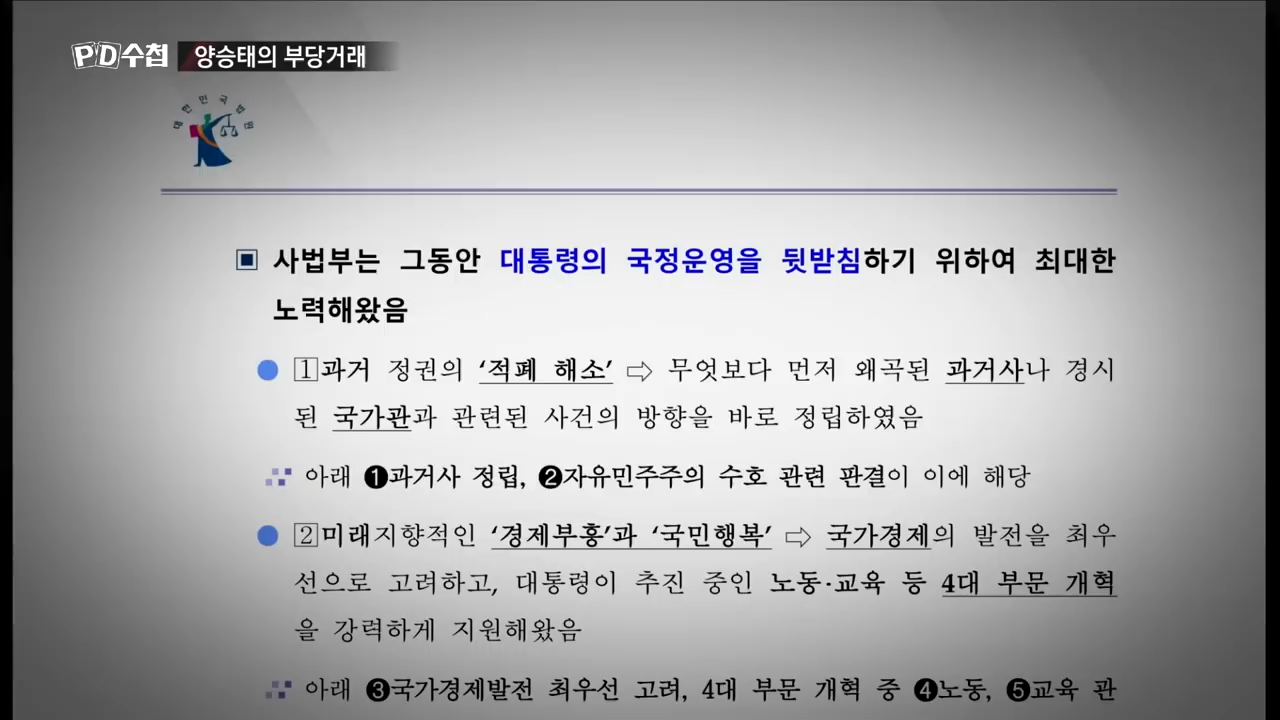 PD수첩 양승태의 부당거래
대한민국법원
▣ 사법부는 그동안 대통령의 국정운영을 뒷받침하기 위하여 최대한
노력해왔음
● 1과거 정권의 ‘적폐 해소’ ⇨ 무엇보다 먼저 왜곡된 과거사나 경시
된 국가관과 관련된 사건의 방향을 바로 정립하였음
아래 ❶과거사 정립, ❷자유민주주의 수호 관련 판결이 이에 해당
● 2미래지향적인 ‘경제부흥’과 ‘국민행복’ ⇨ 국가경제의 발전을 최우
선으로 고려하고, 대통령이 추진 중인 노동·교육 등 4대 부문 개혁
을 강력하게 지원해왔음
아래 ❸국가경제발전 최우선 고려, 4대 부문 개혁 중 ❹노동, ❺교육 관